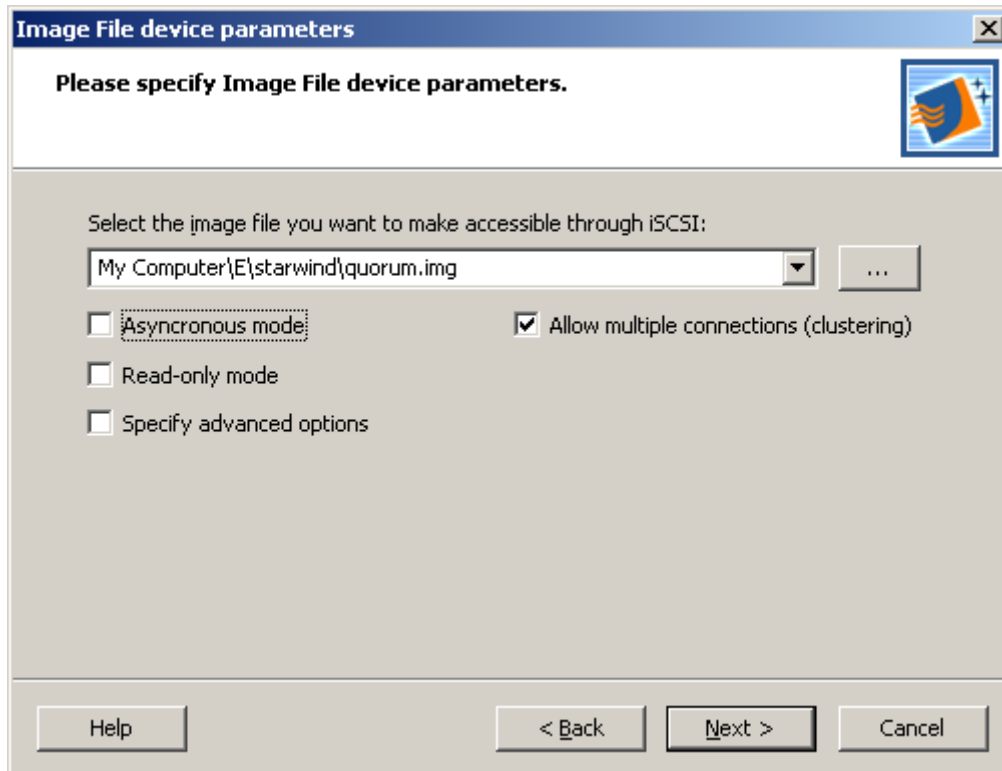 Image File device parameters
Please specify Image File device parameters.
Select the image file you want to make accessible through iSCSI:
My Computer\E\starwind\quorum.img
...
Asyncronous mode
Allow multiple connections (clustering)
Read-only mode
Specify advanced options
Help
< Back
Next >
Cancel